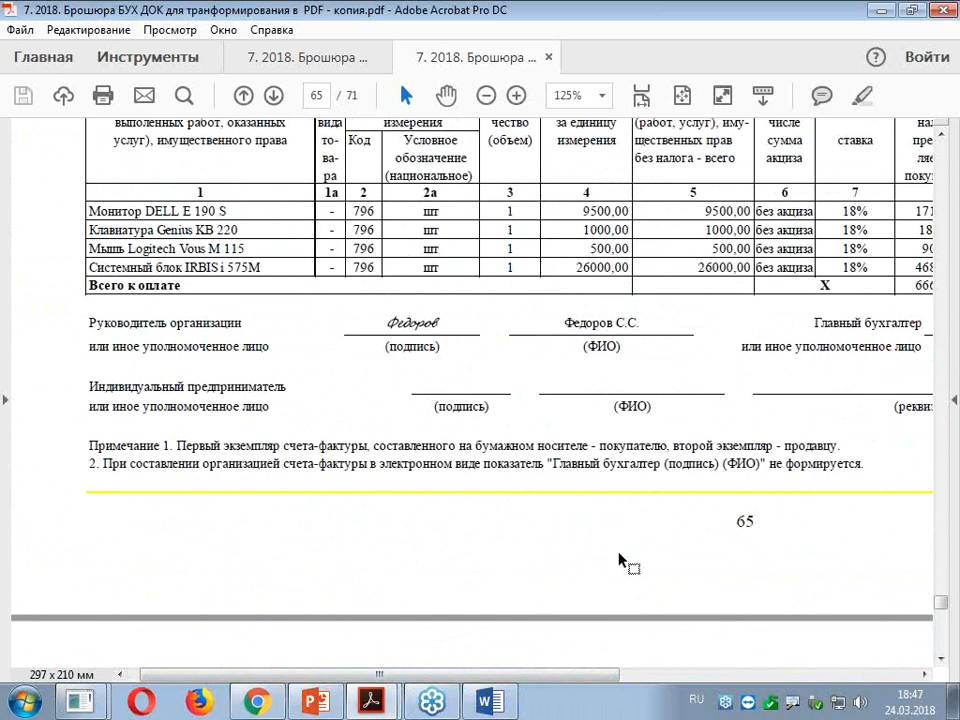 7. 2018. Брошюра БУХ ДОК для транформирования в PDF - копия.pdf - Adobe Acrobat Pro DC
Файл Редактирование Просмотр Окно Справка
Главная Инструменты 7. 2018. Брошюра ... 7. 2018. Брошюра ... × Войти
65 / 71 125%
выполенных работ, оказанных вида измерения чество за единицу (работ, услуг), иму- числе
услуг), имущественного права то- Код Условное (объем) измерения щественных прав сумма ставка
ва- обозначение без налога - всего акциза
ра (национальное)
1 1а 2 2а 3 4 5 6 7
Монитор DELL E 190 S - 796 шт 1 9500,00 9500,00 без акциза 18% 171
Клавиатура Genius KB 220 - 796 шт 1 1000,00 1000,00 без акциза 18% 18
Мышь Logitech Vous M 115 - 796 шт 1 500,00 500,00 без акциза 18% 90
Системный блок IRBIS i 575M - 796 шт 1 26000,00 26000,00 без акциза 18% 468
Всего к оплате X 666
Руководитель организации Федоров Федоров С.С. Главный бухгалтер
или иное уполномоченное лицо (подпись) (ФИО) или иное уполномоченное лицо
Индивидуальный предприниматель
или иное уполномоченное лицо (подпись) (ФИО) (рекви
Примечание 1. Первый экземпляр счета-фактуры, составленного на бумажном носителе - покупателю, второй экземпляр - продавцу.
2. При составлении организацией счета-фактуры в электронном виде показатель "Главный бухгалтер (подпись) (ФИО)" не формируется.
65
297 x 210 мм
RU 18:47
24.03.2018